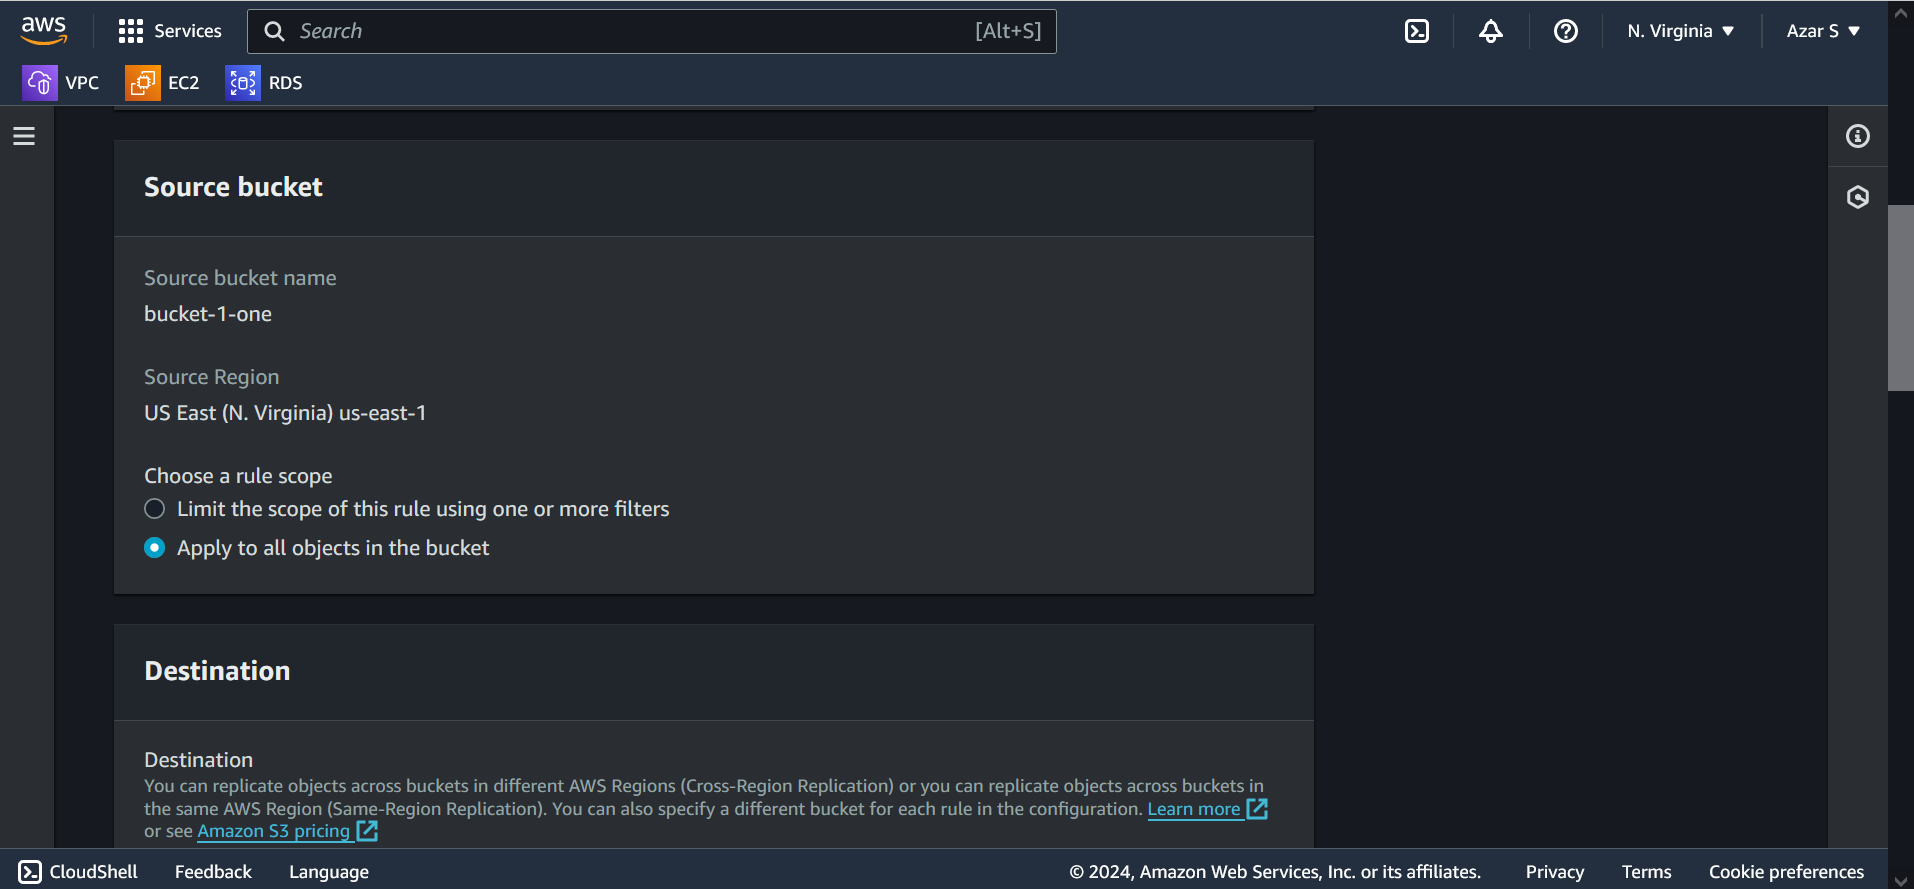 aws
Services
Search
[Alt+S]
N. Virginia
Azar S
VPC
EC2
RDS
Source bucket
Source bucket name
bucket-1-one
Source Region
US East (N. Virginia) us-east-1
Choose a rule scope
Limit the scope of this rule using one or more filters
Apply to all objects in the bucket
Destination
Destination
You can replicate objects across buckets in different AWS Regions (Cross-Region Replication) or you can replicate objects across buckets in
the same AWS Region (Same-Region Replication). You can also specify a different bucket for each rule in the configuration. Learn more
or see Amazon S3 pricing
CloudShell
Feedback
Language
© 2024, Amazon Web Services, Inc. or its affiliates.
Privacy
Terms
Cookie preferences